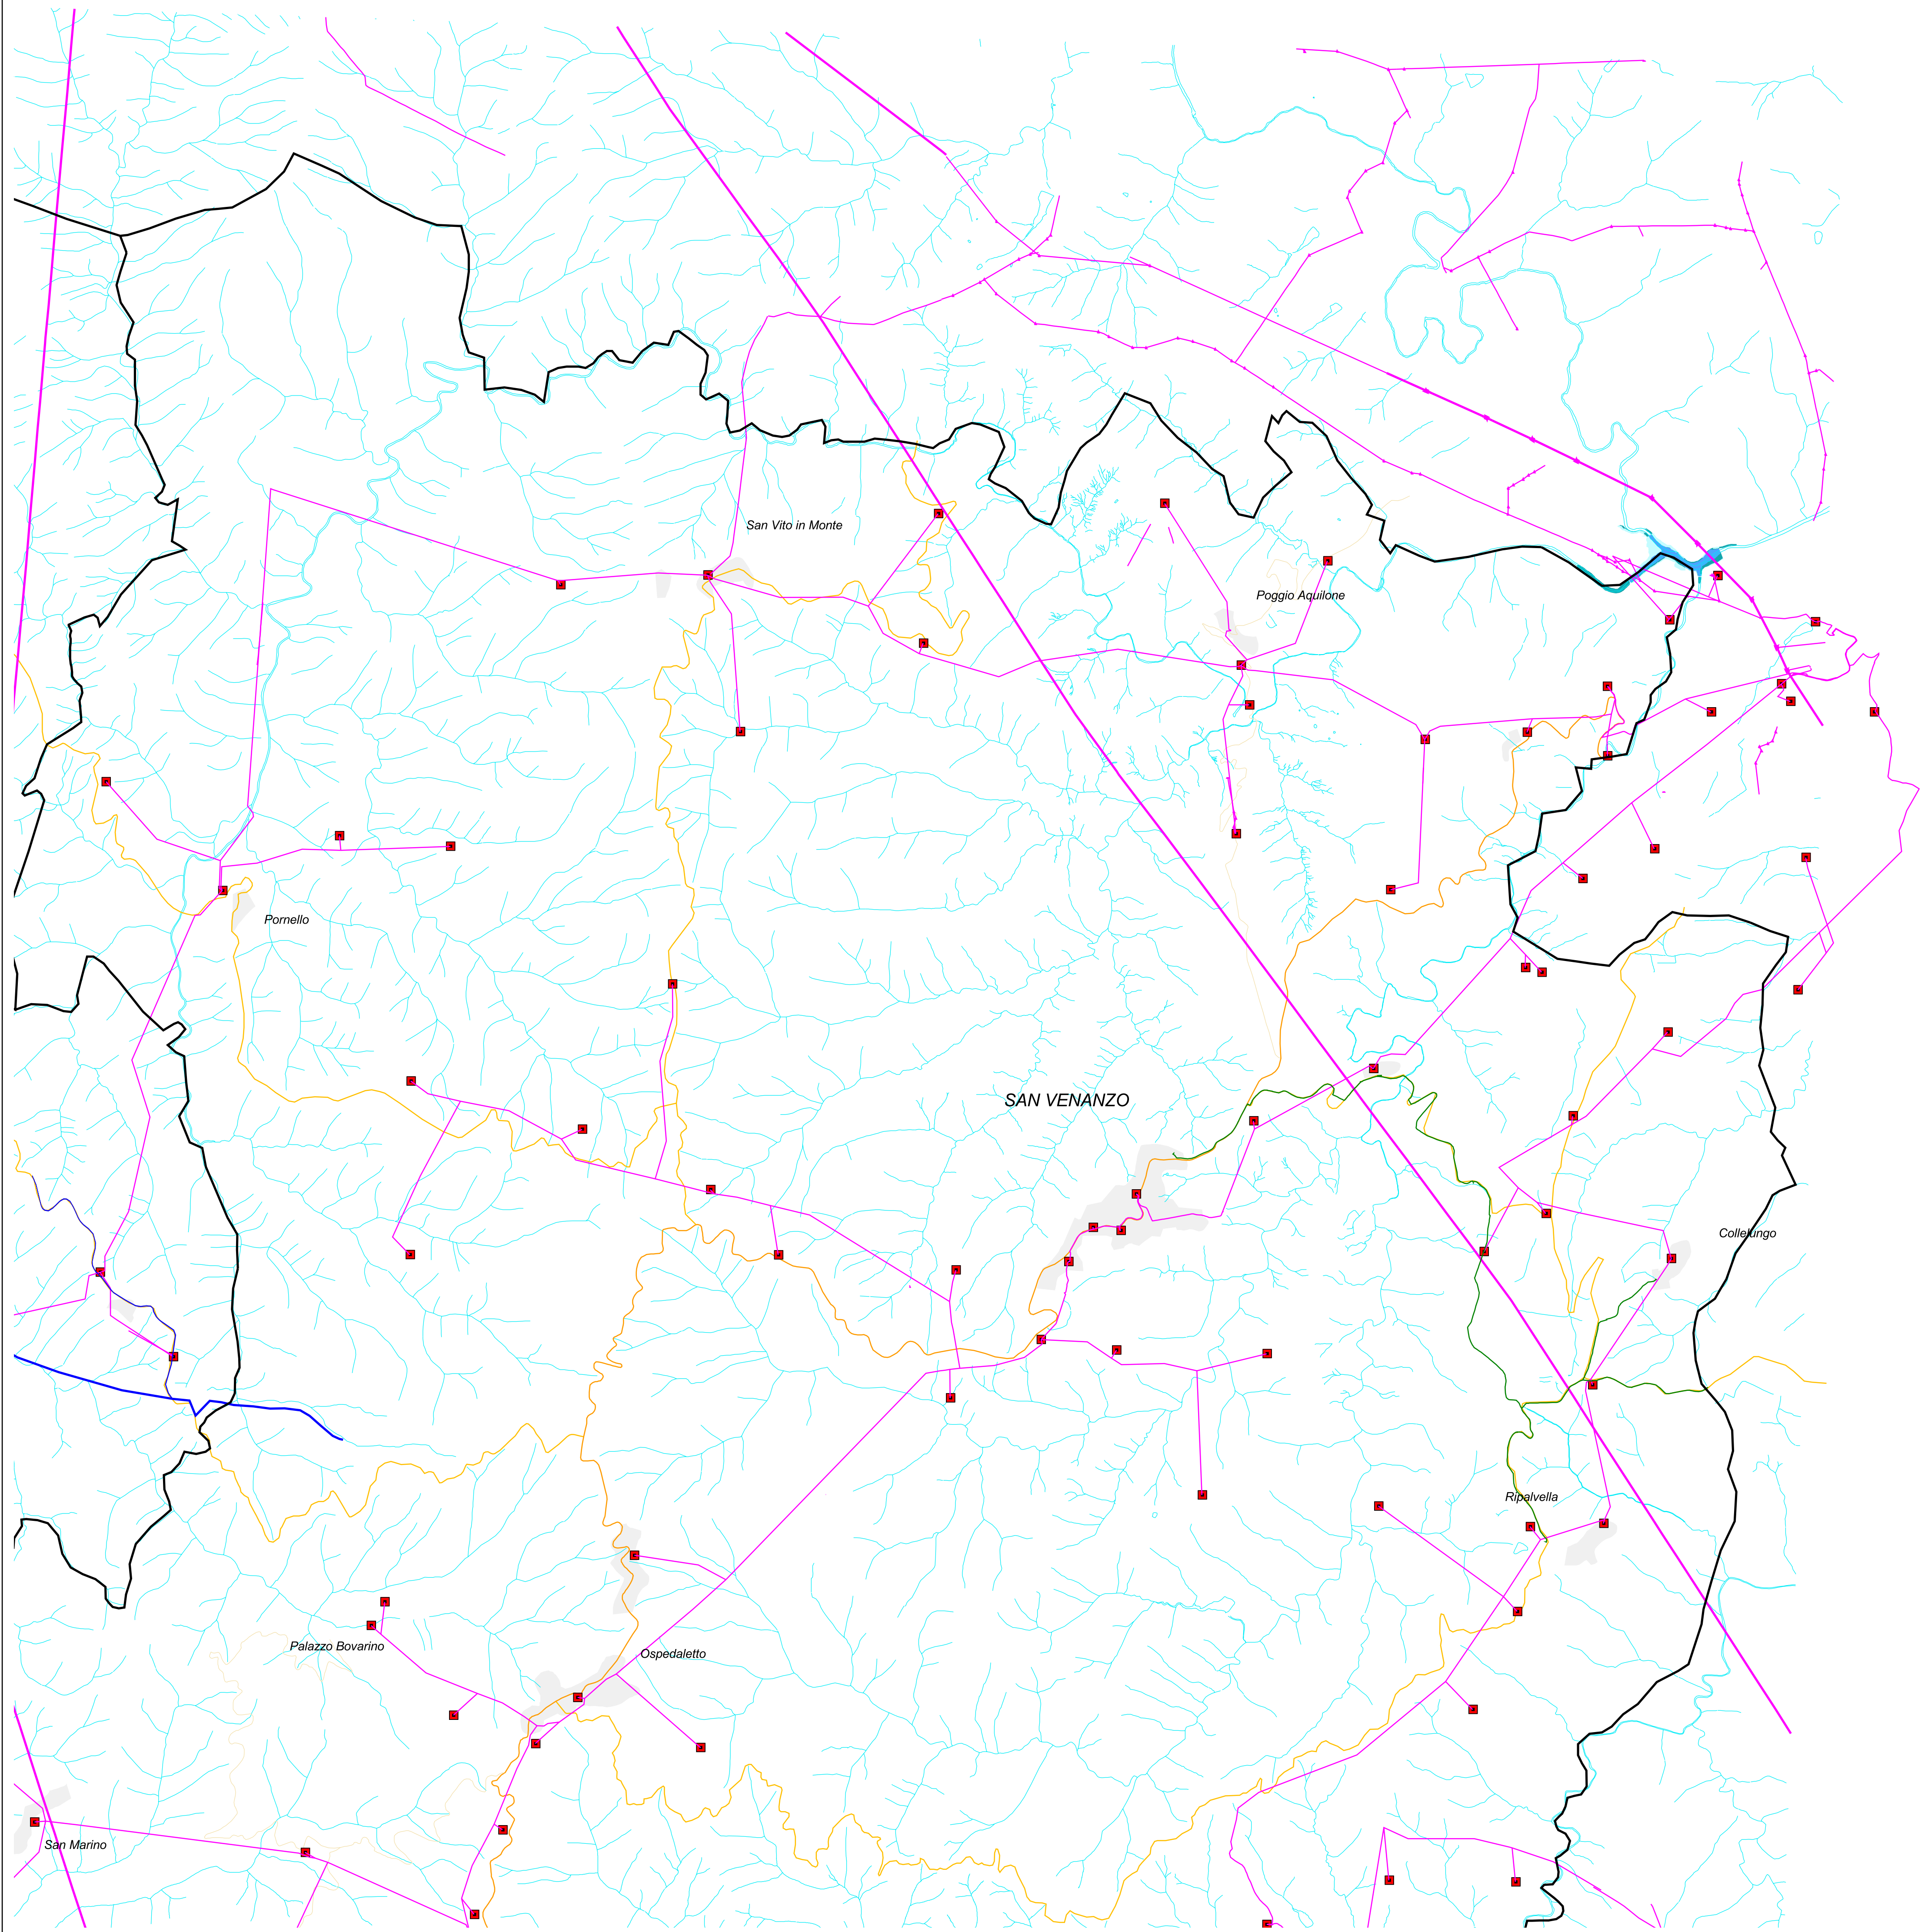 San Vito in Monte
Poggio Aquilone
Pornello
SAN VENANZO
Collelungo
Ripalvella
Palazzo Bovarino
Ospedaletto
San Marino